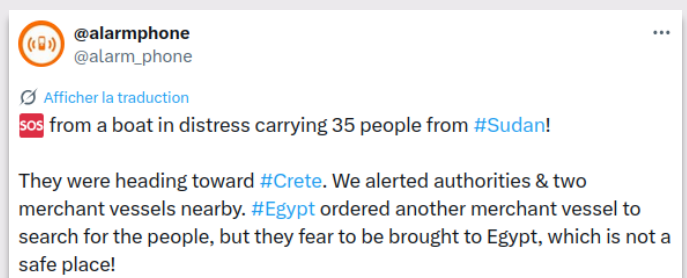 @alarmphone
@alarm_phone
Afficher la traduction
🆘 from a boat in distress carrying 35 people from #Sudan!
They were heading toward #Crete. We alerted authorities & two
merchant vessels nearby. #Egypt ordered another merchant vessel to
search for the people, but they fear to be brought to Egypt, which is not a
safe place!